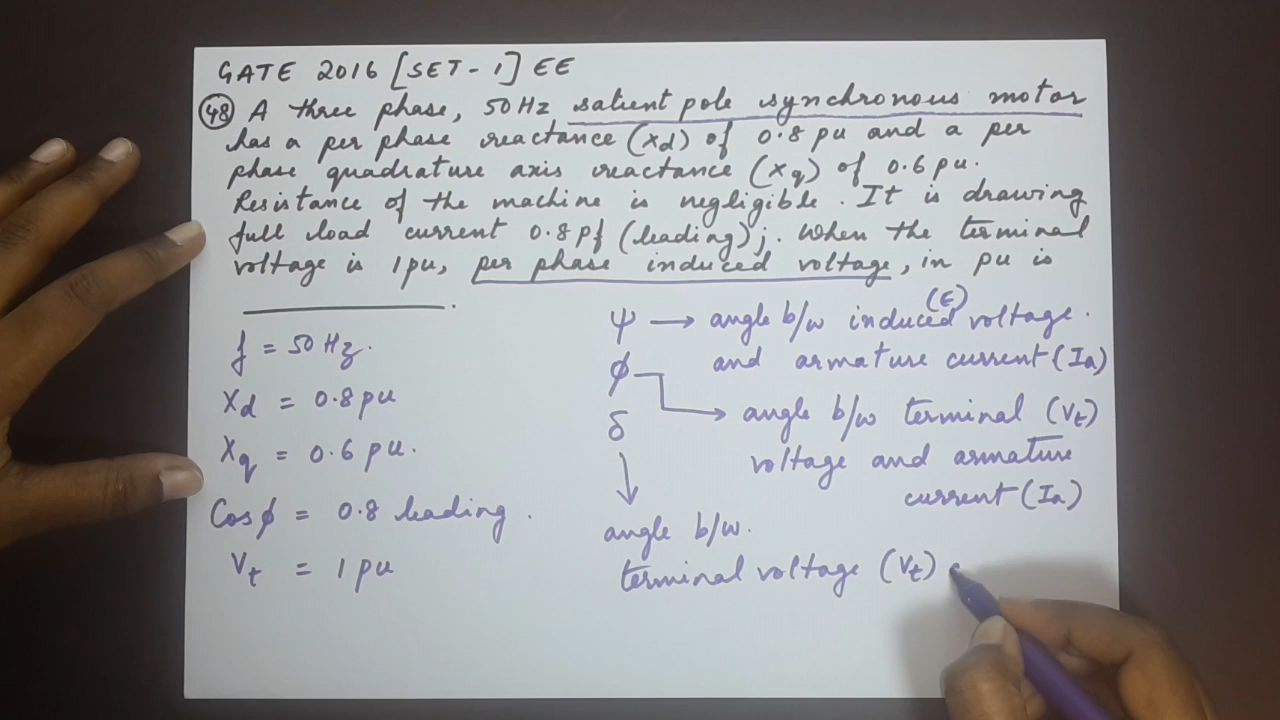 GATE 2016 [SET-1] EE
(48) A three phase, 50Hz salient pole synchronous motor
has a per phase reactance (Xd) of 0.8 pu and a per
phase quadrature axis reactance (Xq) of 0.6 pu.
Resistance of the machine is negligible. It is drawing
full load current 0.8 pf (leading);. When the terminal
voltage is 1pu, per phase induced voltage, in pu is
__________.
f = 50 Hz.
Xd = 0.8 pu
Xq = 0.6 pu.
Cosφ = 0.8 leading.
Vt = 1 pu
ψ → angle b/w induced (E) voltage.
and armature current (Ia)
φ → angle b/w terminal (Vt)
voltage and armature
current (Ia)
δ
↓
angle b/w.
terminal voltage (Vt)